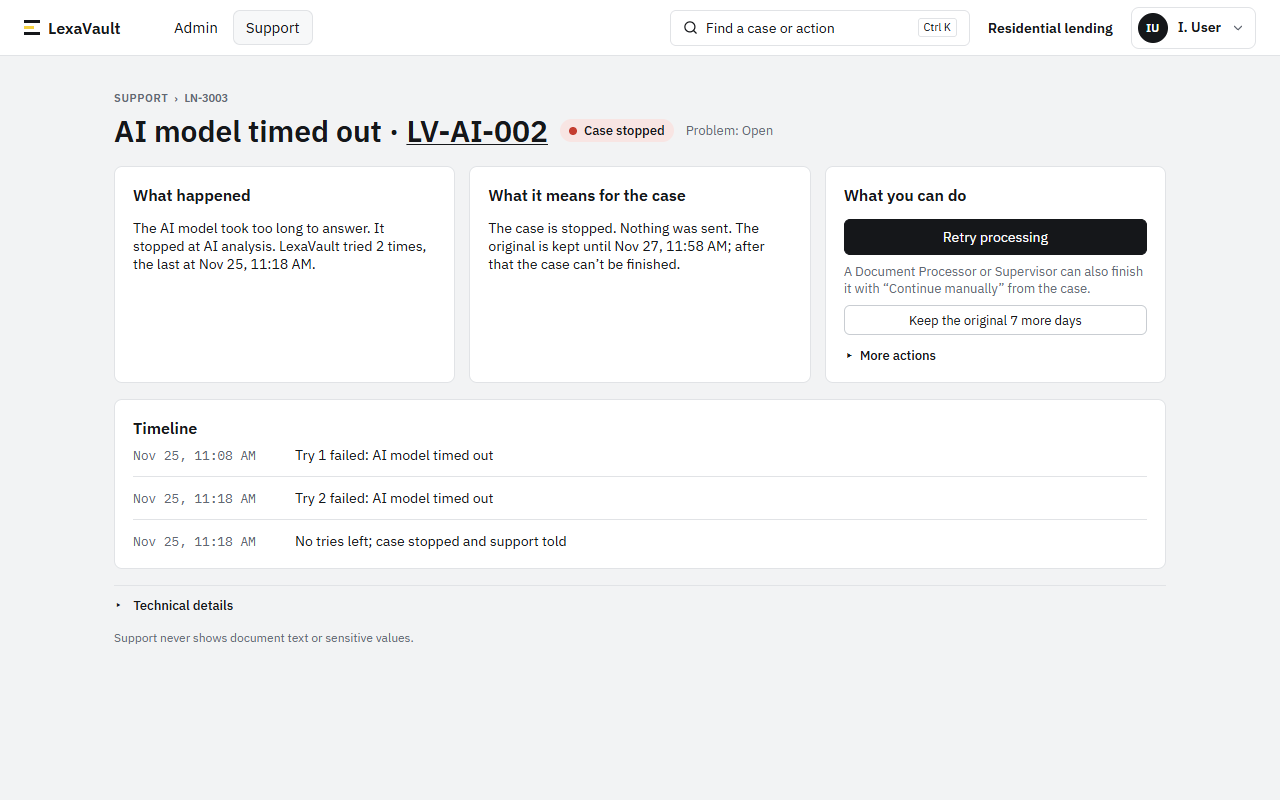 LexaVault
Admin
Support
Find a case or action
Ctrl K
Residential lending
IU
I. User
SUPPORT › LN-3003
AI model timed out · LV-AI-002
Case stopped
Problem: Open
What happened
The AI model took too long to answer. It
stopped at AI analysis. LexaVault tried 2 times,
the last at Nov 25, 11:18 AM.
What it means for the case
The case is stopped. Nothing was sent. The
original is kept until Nov 27, 11:58 AM; after
that the case can’t be finished.
What you can do
Retry processing
A Document Processor or Supervisor can also finish
it with “Continue manually” from the case.
Keep the original 7 more days
More actions
Timeline
Nov 25, 11:08 AM Try 1 failed: AI model timed out
Nov 25, 11:18 AM Try 2 failed: AI model timed out
Nov 25, 11:18 AM No tries left; case stopped and support told
Technical details
Support never shows document text or sensitive values.